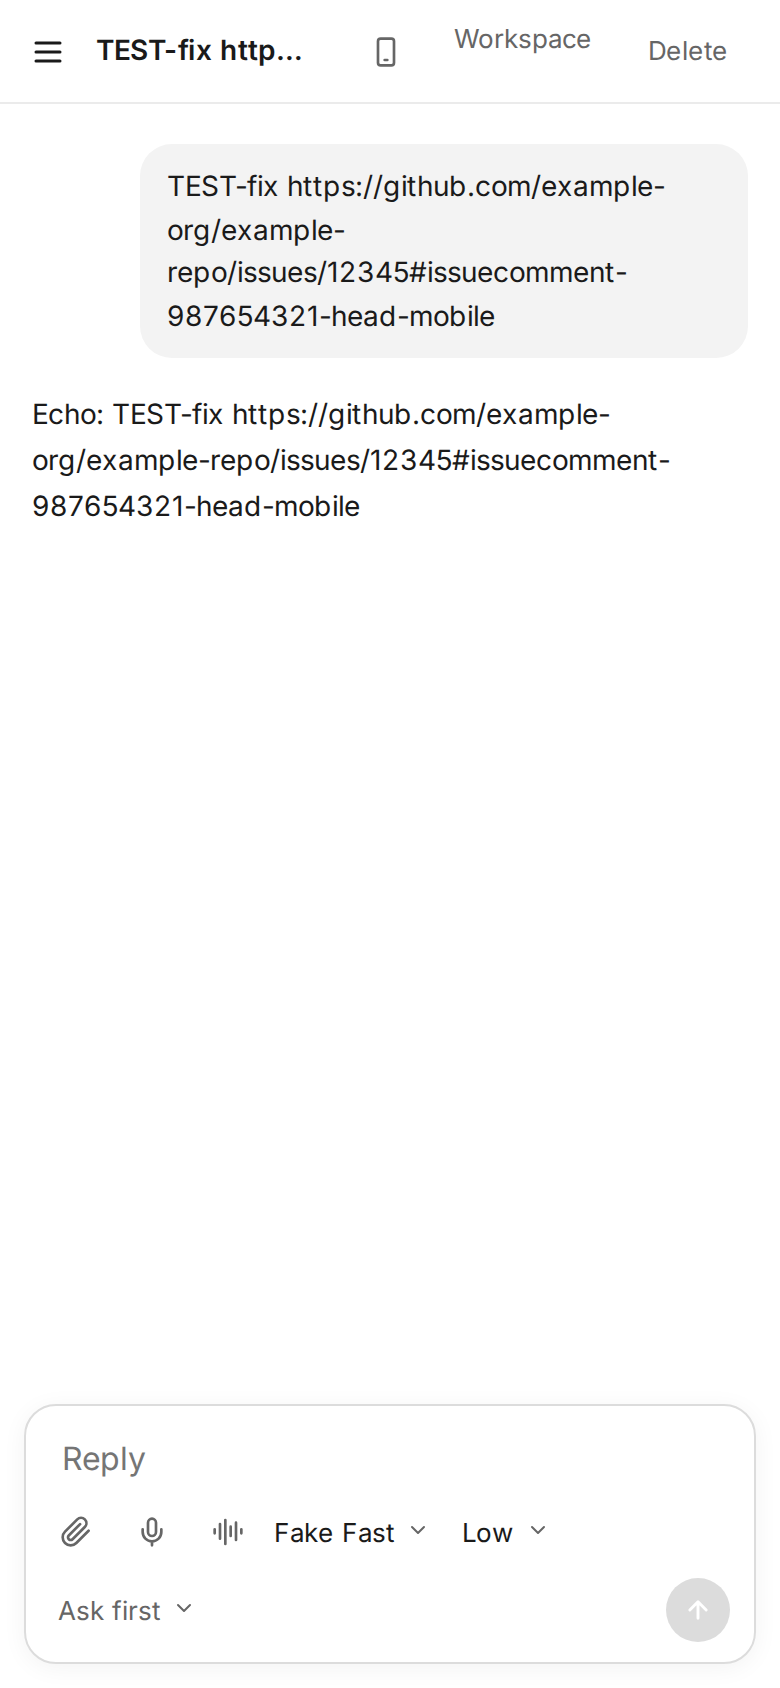 TEST-fix http...
Workspace
Delete
TEST-fix https://github.com/example-
org/example-
repo/issues/12345#issuecomment-
987654321-head-mobile
Echo: TEST-fix https://github.com/example-
org/example-repo/issues/12345#issuecomment-
987654321-head-mobile
Reply
Fake Fast
Low
Ask first